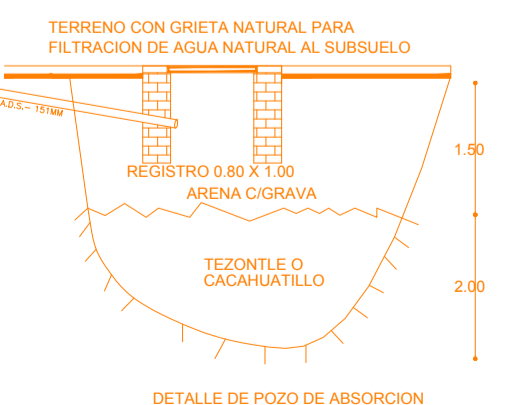 TERRENO CON GRIETA NATURAL PARA
FILTRACION DE AGUA NATURAL AL SUBSUELO
A.D.S.- 151MM
1.50
REGISTRO 0.80 X 1.00
ARENA C/GRAVA
TEZONTLE O
CACAHUATILLO
2.00
DETALLE DE POZO DE ABSORCION